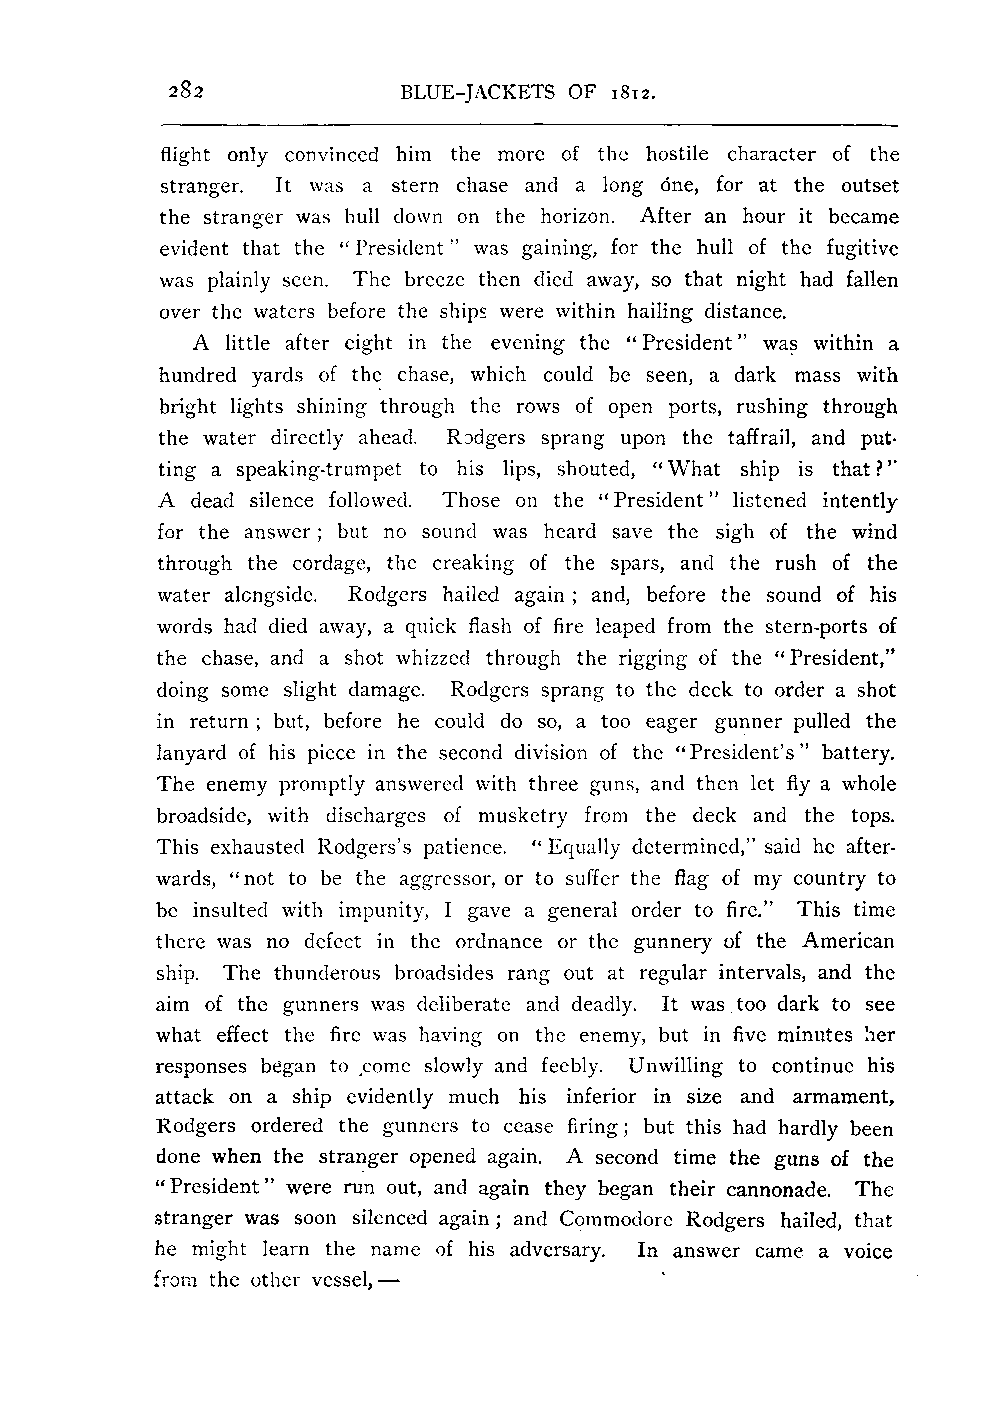 282 BLUE-JACKETS OF 1812.
flight only convinced him the more of the hostile character of the
stranger. It was a stern chase and a long óne, for at the outset
the stranger was hull down on the horizon. After an hour it became
evident that the “President” was gaining, for the hull of the fugitive
was plainly seen. The breeze then died away, so that night had fallen
over the waters before the ships were within hailing distance.
A little after eight in the evening the “President” was within a
hundred yards of the chase, which could be seen, a dark mass with
bright lights shining through the rows of open ports, rushing through
the water directly ahead. Rodgers sprang upon the taffrail, and put-
ting a speaking-trumpet to his lips, shouted, “What ship is that?”
A dead silence followed. Those on the “President” listened intently
for the answer; but no sound was heard save the sigh of the wind
through the cordage, the creaking of the spars, and the rush of the
water alongside. Rodgers hailed again; and, before the sound of his
words had died away, a quick flash of fire leaped from the stern-ports of
the chase, and a shot whizzed through the rigging of the “President,”
doing some slight damage. Rodgers sprang to the deck to order a shot
in return; but, before he could do so, a too eager gunner pulled the
lanyard of his piece in the second division of the “President's” battery.
The enemy promptly answered with three guns, and then let fly a whole
broadside, with discharges of musketry from the deck and the tops.
This exhausted Rodgers's patience. “Equally determined,” said he after-
wards, “not to be the aggressor, or to suffer the flag of my country to
be insulted with impunity, I gave a general order to fire.” This time
there was no defect in the ordnance or the gunnery of the American
ship. The thunderous broadsides rang out at regular intervals, and the
aim of the gunners was deliberate and deadly. It was too dark to see
what effect the fire was having on the enemy, but in five minutes her
responses began to come slowly and feebly. Unwilling to continue his
attack on a ship evidently much his inferior in size and armament,
Rodgers ordered the gunners to cease firing; but this had hardly been
done when the stranger opened again. A second time the guns of the
“President” were run out, and again they began their cannonade. The
stranger was soon silenced again; and Commodore Rodgers hailed, that
he might learn the name of his adversary. In answer came a voice
from the other vessel,—